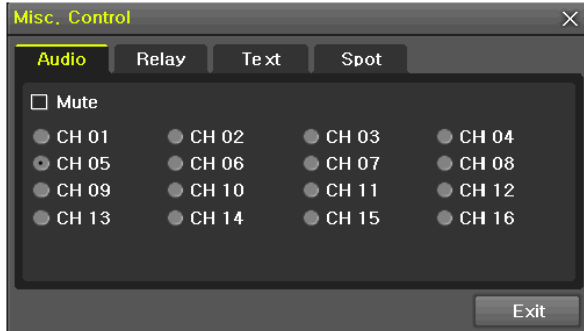 Misc. Control
Audio Relay Text Spot
Mute
CH 01 CH 02 CH 03 CH 04
CH 05 CH 06 CH 07 CH 08
CH 09 CH 10 CH 11 CH 12
CH 13 CH 14 CH 15 CH 16
Exit